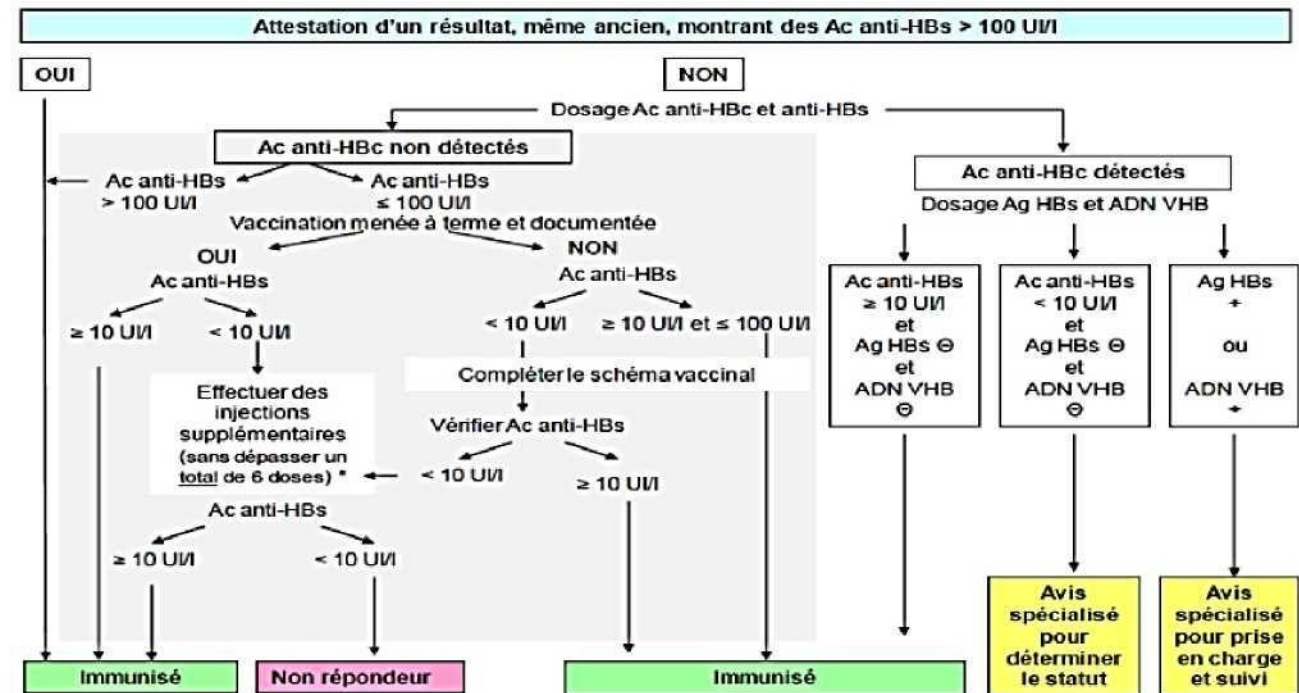 Attestation d'un résultat, même ancien, montrant des Ac anti-HBs > 100 UI/l
OUI
NON
Dosage Ac anti-HBc et anti-HBs
Ac anti-HBc non détectés
Ac anti-HBs
> 100 UI/l
Ac anti-HBs
≤ 100 UI/l
Vaccination menée à terme et documentée
OUI
Ac anti-HBs
≥ 10 UI/l
< 10 UI/l
NON
Ac anti-HBs
< 10 UI/l
≥ 10 UI/l et ≤ 100 UI/l
Effectuer des
injections
supplémentaires
(sans dépasser un
total de 6 doses) *
Compléter le schéma vaccinal
Vérifier Ac anti-HBs
< 10 UI/l
≥ 10 UI/l
Ac anti-HBs
≥ 10 UI/l
< 10 UI/l
Ac anti-HBc détectés
Dosage Ag HBs et ADN VHB
Ac anti-HBs
≥ 10 UI/l
et
Ag HBs ⊖
et
ADN VHB
⊖
Ac anti-HBs
< 10 UI/l
et
Ag HBs ⊖
et
ADN VHB
⊖
Ag HBs
+
ou
ADN VHB
+
Immunisé
Non répondeur
Immunisé
Avis
spécialisé
pour
déterminer
le statut
Avis
spécialisé
pour prise
en charge
et suivi